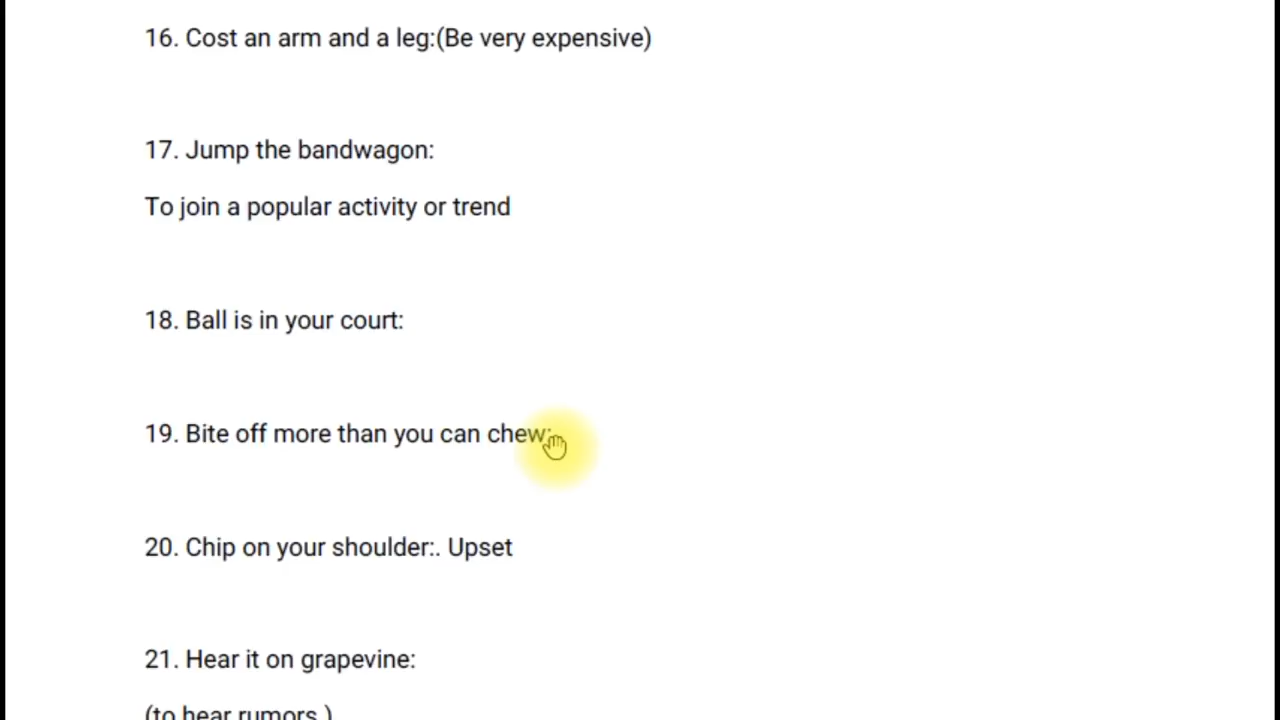 16. Cost an arm and a leg:(Be very expensive)
17. Jump the bandwagon:
To join a popular activity or trend
18. Ball is in your court:
19. Bite off more than you can chew:
20. Chip on your shoulder:. Upset
21. Hear it on grapevine:
(to hear rumors )